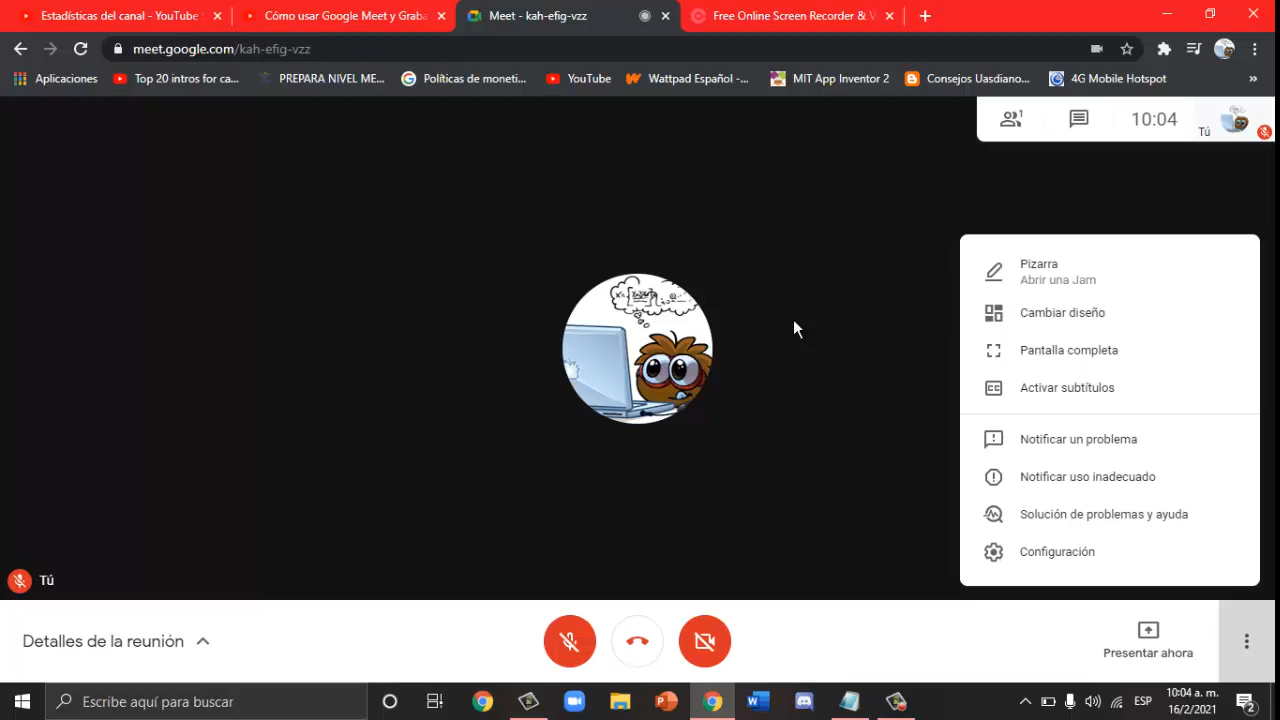 Estadísticas del canal - YouTube
Cómo usar Google Meet y Graba
Meet - kah-efig-vzz
Free Online Screen Recorder & V
meet.google.com/kah-efig-vzz
Aplicaciones
Top 20 intros for ca...
PREPARA NIVEL ME...
Políticas de moneti...
YouTube
Wattpad Español -...
MIT App Inventor 2
Consejos Uasdiano...
4G Mobile Hotspot
»
1
10:04
Tú
Pizarra
Abrir una Jam
Cambiar diseño
Pantalla completa
Activar subtítulos
Notificar un problema
Notificar uso inadecuado
Solución de problemas y ayuda
Configuración
Tú
Detalles de la reunión
Presentar ahora
Escribe aquí para buscar
ESP
10:04 a. m.
16/2/2021
2